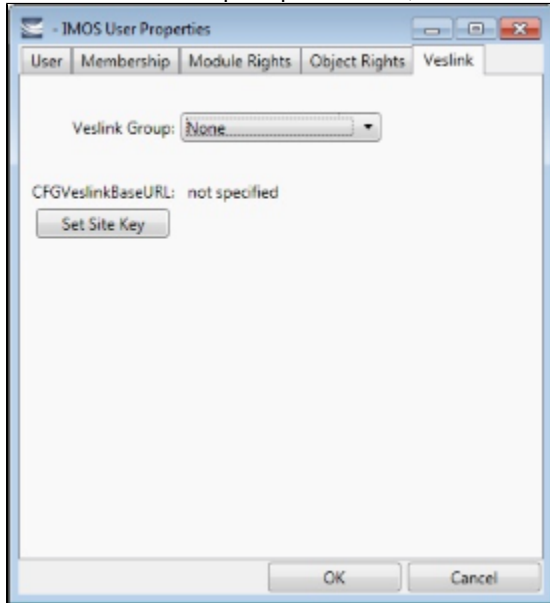 - IMOS User Properties
User Membership Module Rights Object Rights Veslink
Veslink Group: None
CFGVeslinkBaseURL: not specified
Set Site Key
OK Cancel